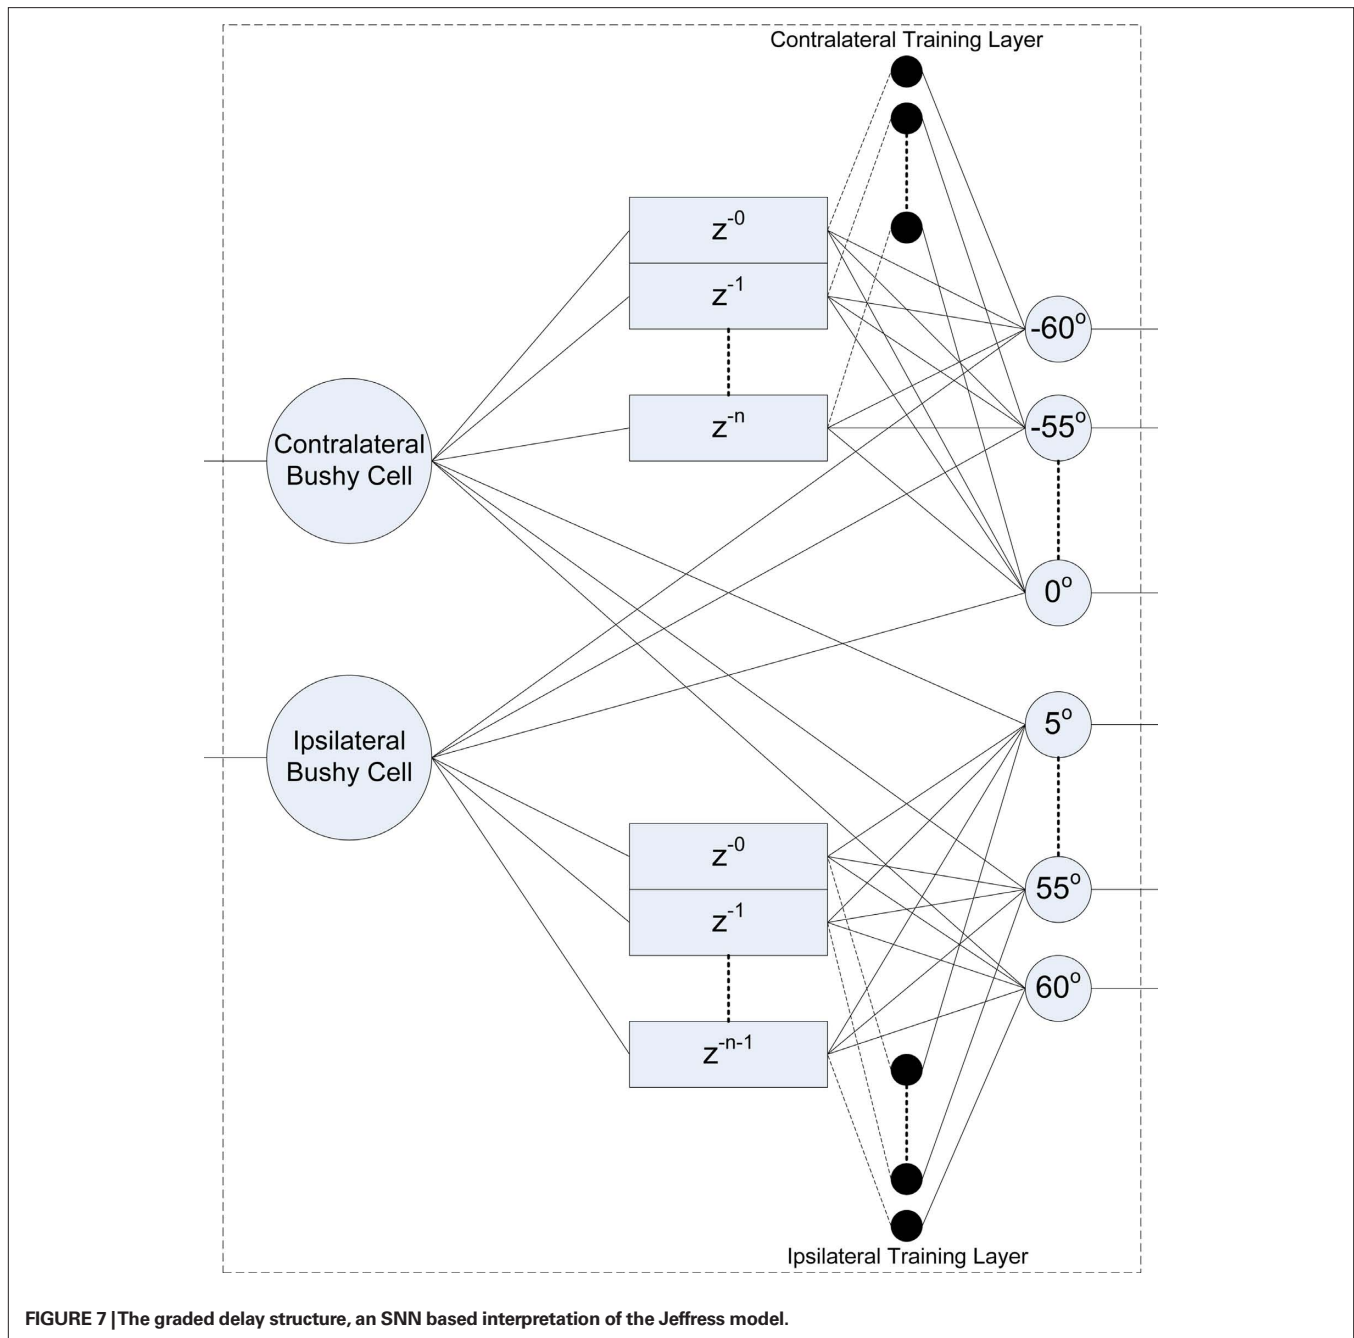 Contralateral Training Layer
z⁻⁰
z⁻¹
z⁻ⁿ
-60°
-55°
0°
Contralateral
Bushy Cell
Ipsilateral
Bushy Cell
5°
55°
60°
z⁻⁰
z⁻¹
z⁻ⁿ⁻¹
Ipsilateral Training Layer
FIGURE 7 | The graded delay structure, an SNN based interpretation of the Jeffress model.